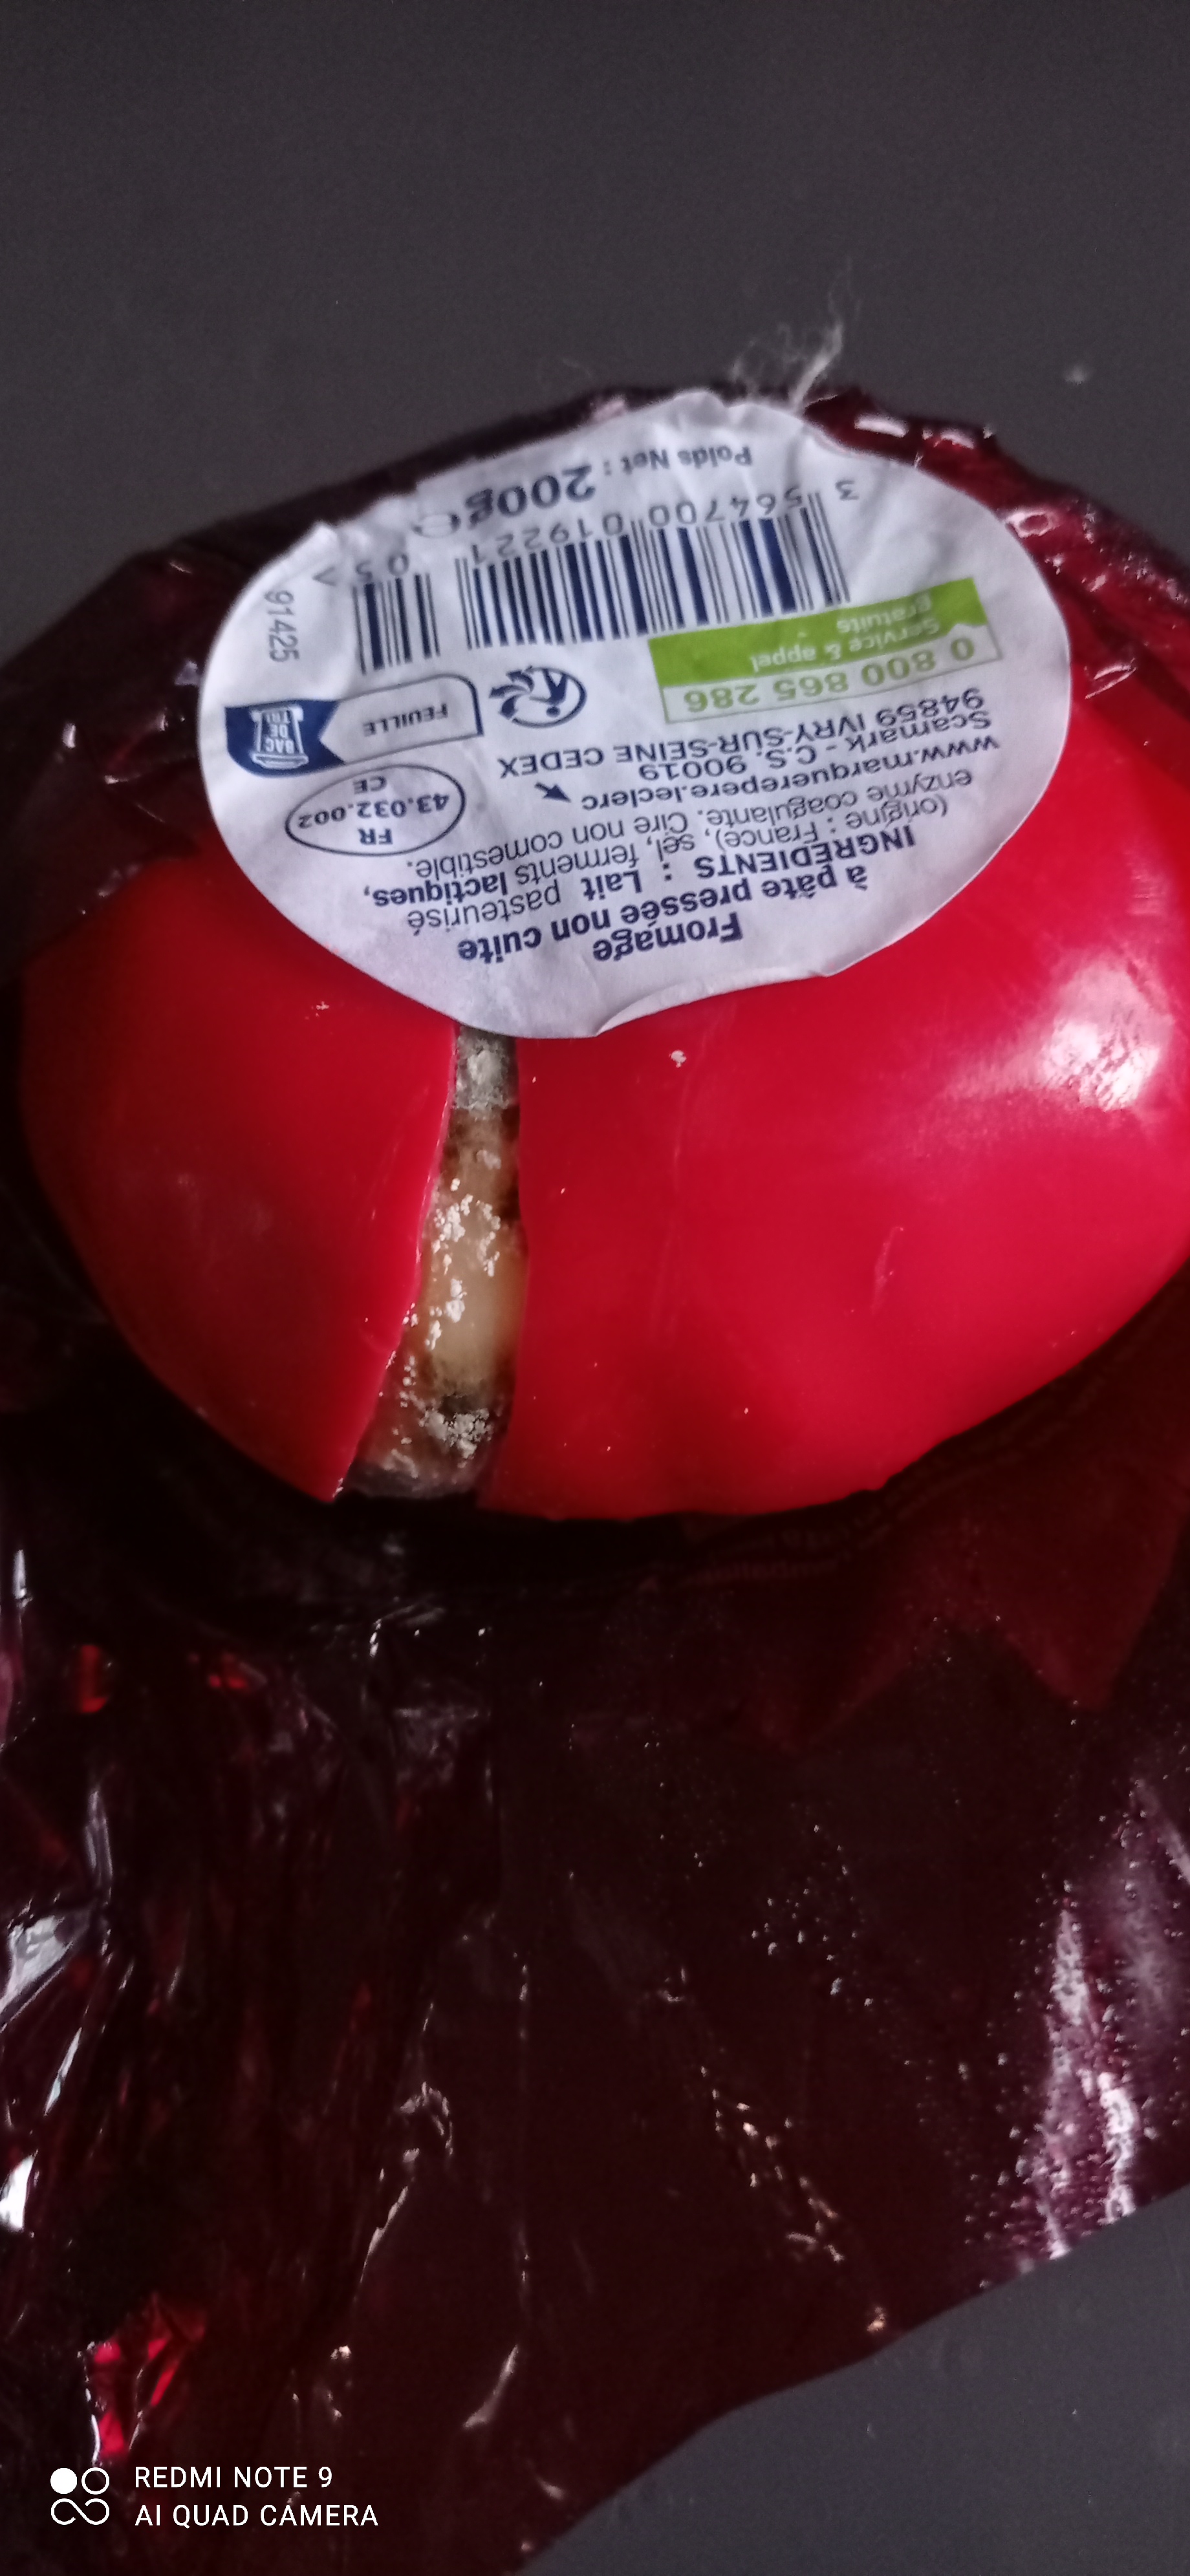 Fromage
à pâte pressée non cuite
INGRÉDIENTS : Lait pasteurisé
(origine : France), sel, ferments lactiques,
enzyme coagulante. Cire non comestible.
www.marquerepere.leclerc
Scamark - C.S. 90019
94859 IVRY-SUR-SEINE CEDEX
FR
43.032.002
CE
0 800 865 286
Service & appel
gratuits
FEUILLE
BAC
DE
TRI
91425
3 564700 019221
05 >
Poids Net : 200g e
REDMI NOTE 9
AI QUAD CAMERA